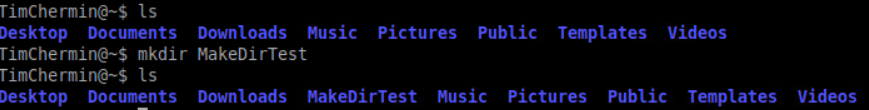 TimChermin@~$ ls
Desktop Documents Downloads Music Pictures Public Templates Videos
TimChermin@~$ mkdir MakeDirTest
TimChermin@~$ ls
Desktop Documents Downloads MakeDirTest Music Pictures Public Templates Videos